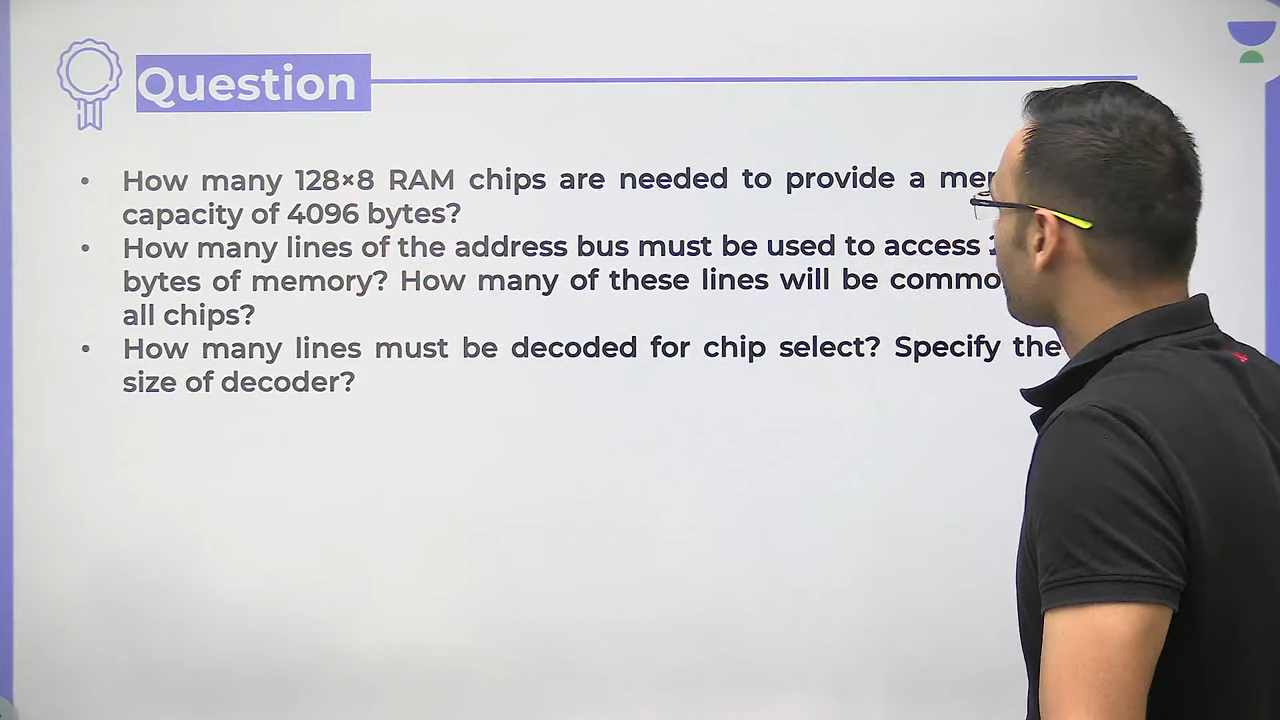 Question
• How many 128×8 RAM chips are needed to provide a
capacity of 4096 bytes?
• How many lines of the address bus must be used to access
bytes of memory? How many of these lines will be
all chips?
• How many lines must be decoded for chip select? Specify the
size of decoder?